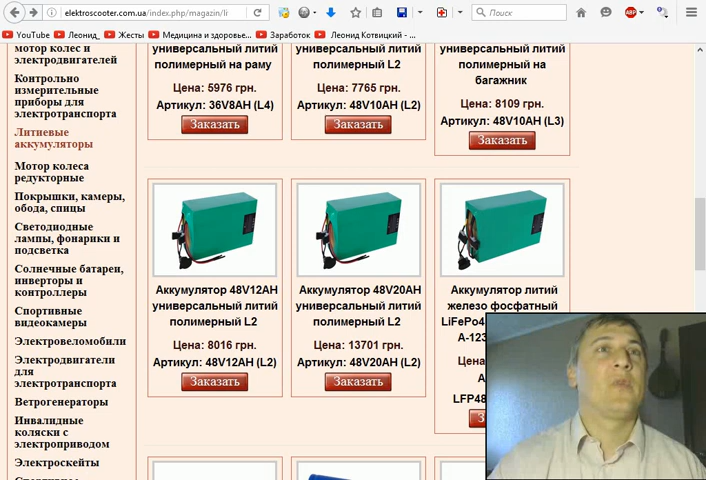 elektroscooter.com.ua/index.php/magazin/li
Поиск
ABP
YouTube
Леонид_
Жесты
Медицина и здоровье...
Заработок
Леонид Котвицкий - ...
мотор колес и
электродвигателей
Контрольно
измерительные
приборы для
электротранспорта
Литиевые
аккумуляторы
Мотор колеса
редукторные
Покрышки, камеры,
обода, спицы
Светодиодные
лампы, фонарики и
подсветка
Солнечные батареи,
инверторы и
контроллеры
Спортивные
видеокамеры
Электровеломобили
Электродвигатели
для
электротранспорта
Ветрогенераторы
Инвалидные
коляски с
электроприводом
Электроскейты
универсальный литий
полимерный на раму
Цена: 5976 грн.
Артикул: 36V8AH (L4)
Заказать
универсальный литий
полимерный L2
Цена: 7765 грн.
Артикул: 48V10AH (L2)
Заказать
универсальный литий
полимерный на
багажник
Цена: 8109 грн.
Артикул: 48V10AH (L3)
Заказать
Аккумулятор 48V12AH
универсальный литий
полимерный L2
Цена: 8016 грн.
Артикул: 48V12AH (L2)
Заказать
Аккумулятор 48V20AH
универсальный литий
полимерный L2
Цена: 13701 грн.
Артикул: 48V20AH (L2)
Заказать
Аккумулятор литий
железо фосфатный
LiFePo4
A-123
Цена
LFP48